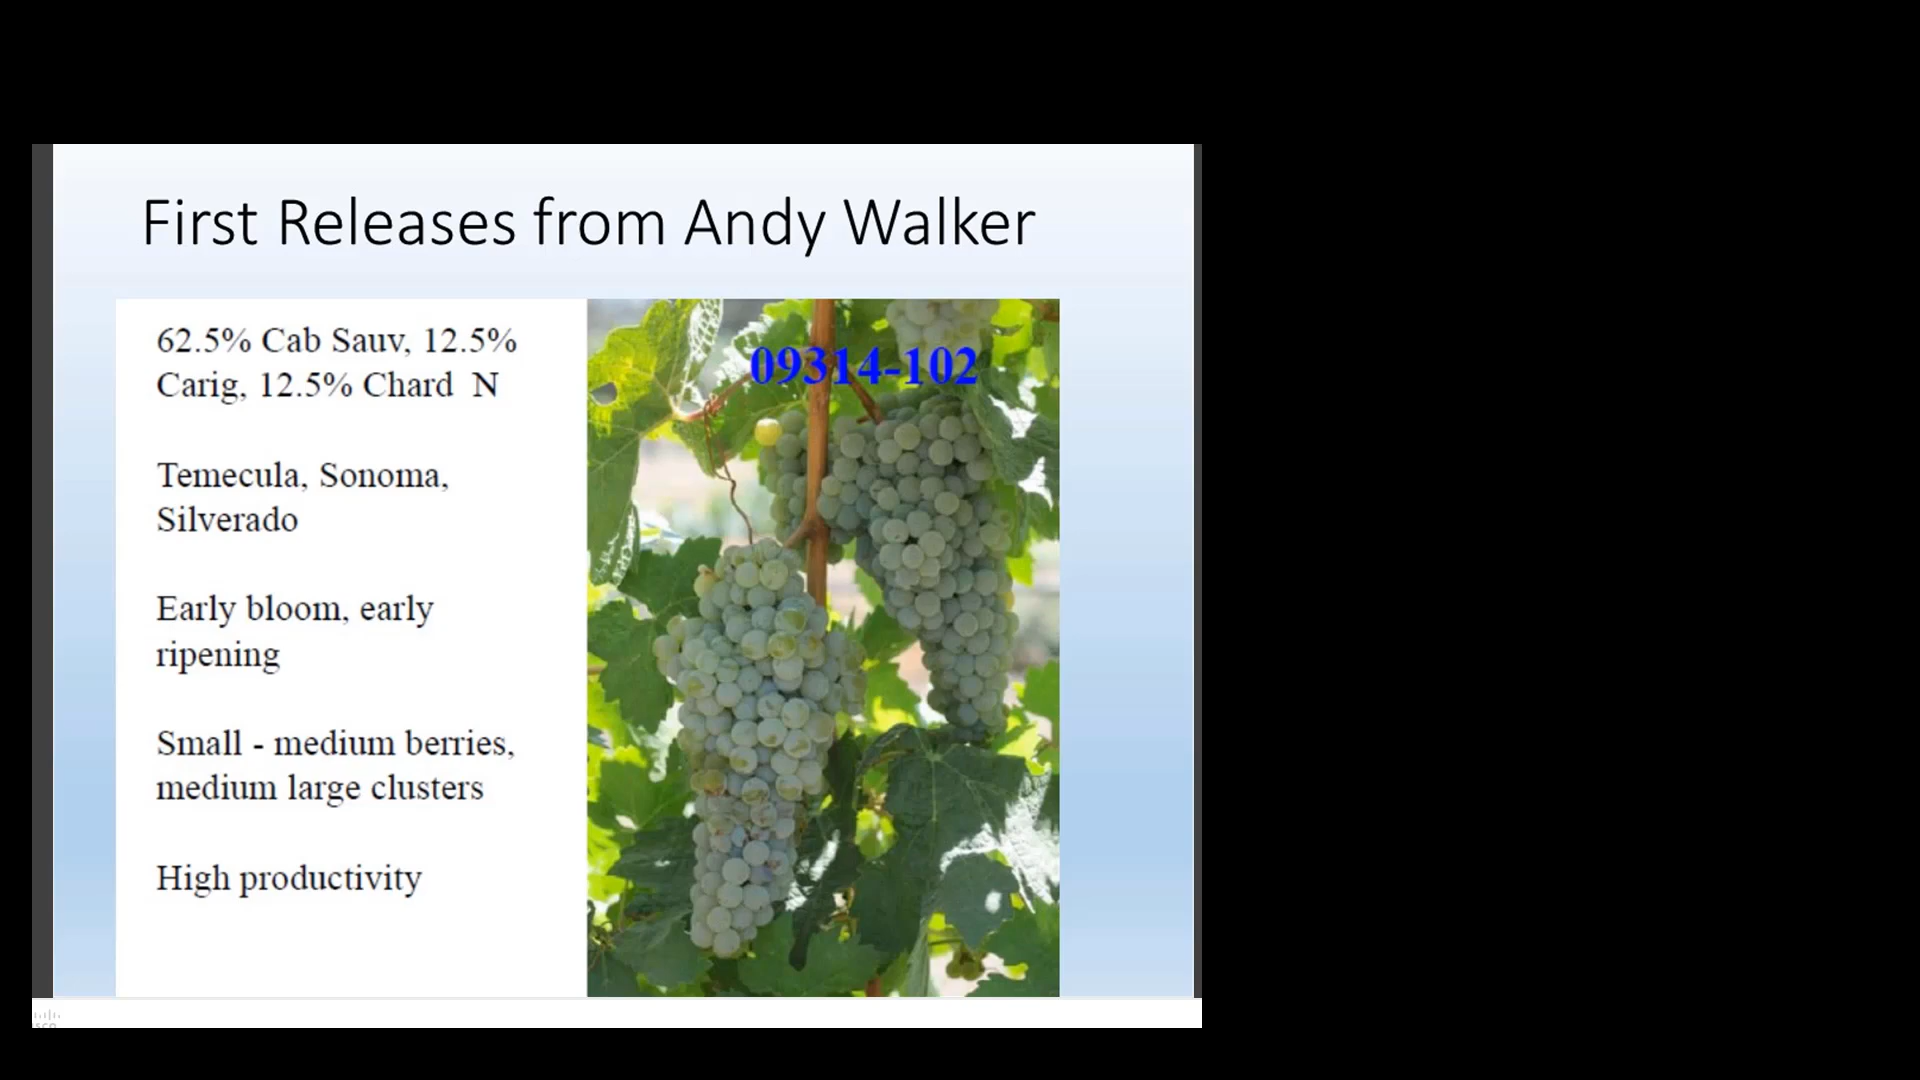 First Releases from Andy Walker
62.5% Cab Sauv, 12.5%
Carig, 12.5% Chard N
Temecula, Sonoma,
Silverado
Early bloom, early
ripening
Small - medium berries,
medium large clusters
High productivity
09314-102